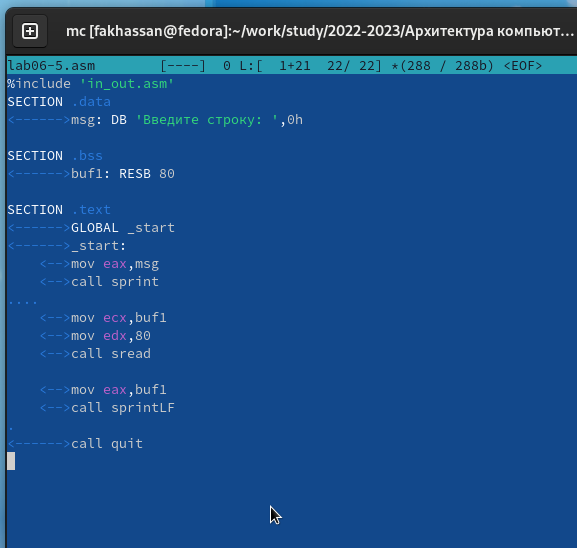 mc [fakhassan@fedora]:~/work/study/2022-2023/Архитектура компьют...
lab06-5.asm        [----]  0 L:[  1+21  22/ 22] *(288 / 288b) <EOF>
%include 'in_out.asm'
SECTION .data
<------>msg: DB 'Введите строку: ',0h

SECTION .bss
<------>buf1: RESB 80

SECTION .text
<------>GLOBAL _start
<------>_start:
    <-->mov eax,msg
    <-->call sprint
....
    <-->mov ecx,buf1
    <-->mov edx,80
    <-->call sread

    <-->mov eax,buf1
    <-->call sprintLF
.
<------>call quit